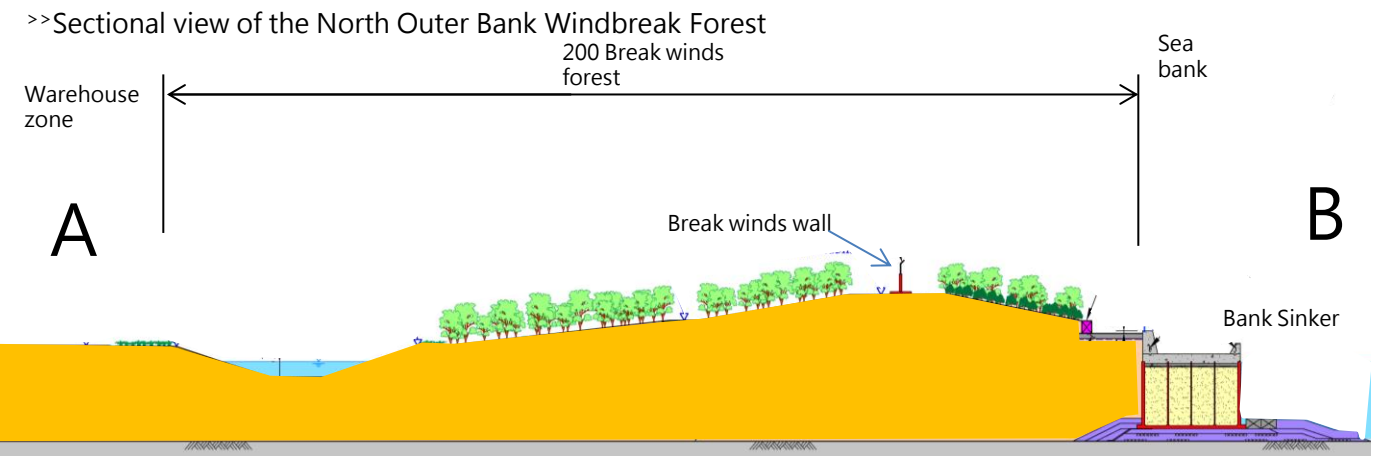 >>Sectional view of the North Outer Bank Windbreak Forest
200 Break winds
forest
Sea
bank
Warehouse
zone
A
B
Break winds wall
Bank Sinker